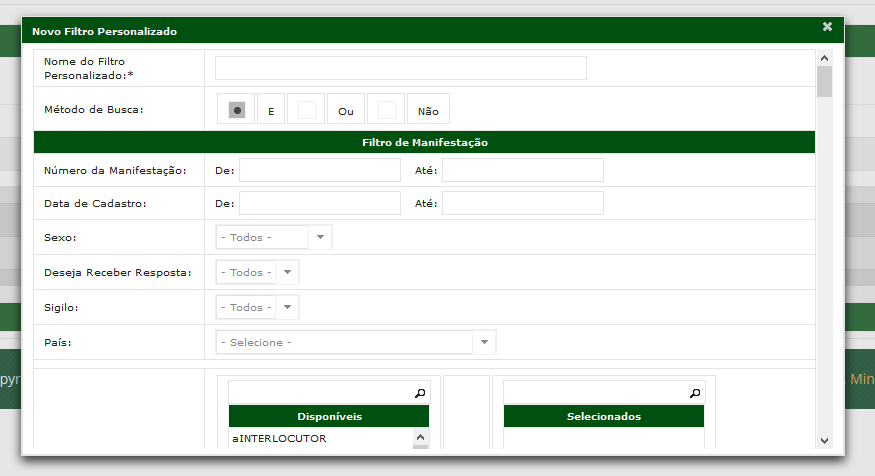 Novo Filtro Personalizado
Nome do Filtro
Personalizado:*
Método de Busca:
E
Ou
Não
Filtro de Manifestação
Número da Manifestação:
De:
Até:
Data de Cadastro:
De:
Até:
Sexo:
- Todos -
Deseja Receber Resposta:
- Todos -
Sigilo:
- Todos -
País:
- Selecione -
pyr
Min
Disponíveis
Selecionados
aINTERLOCUTOR